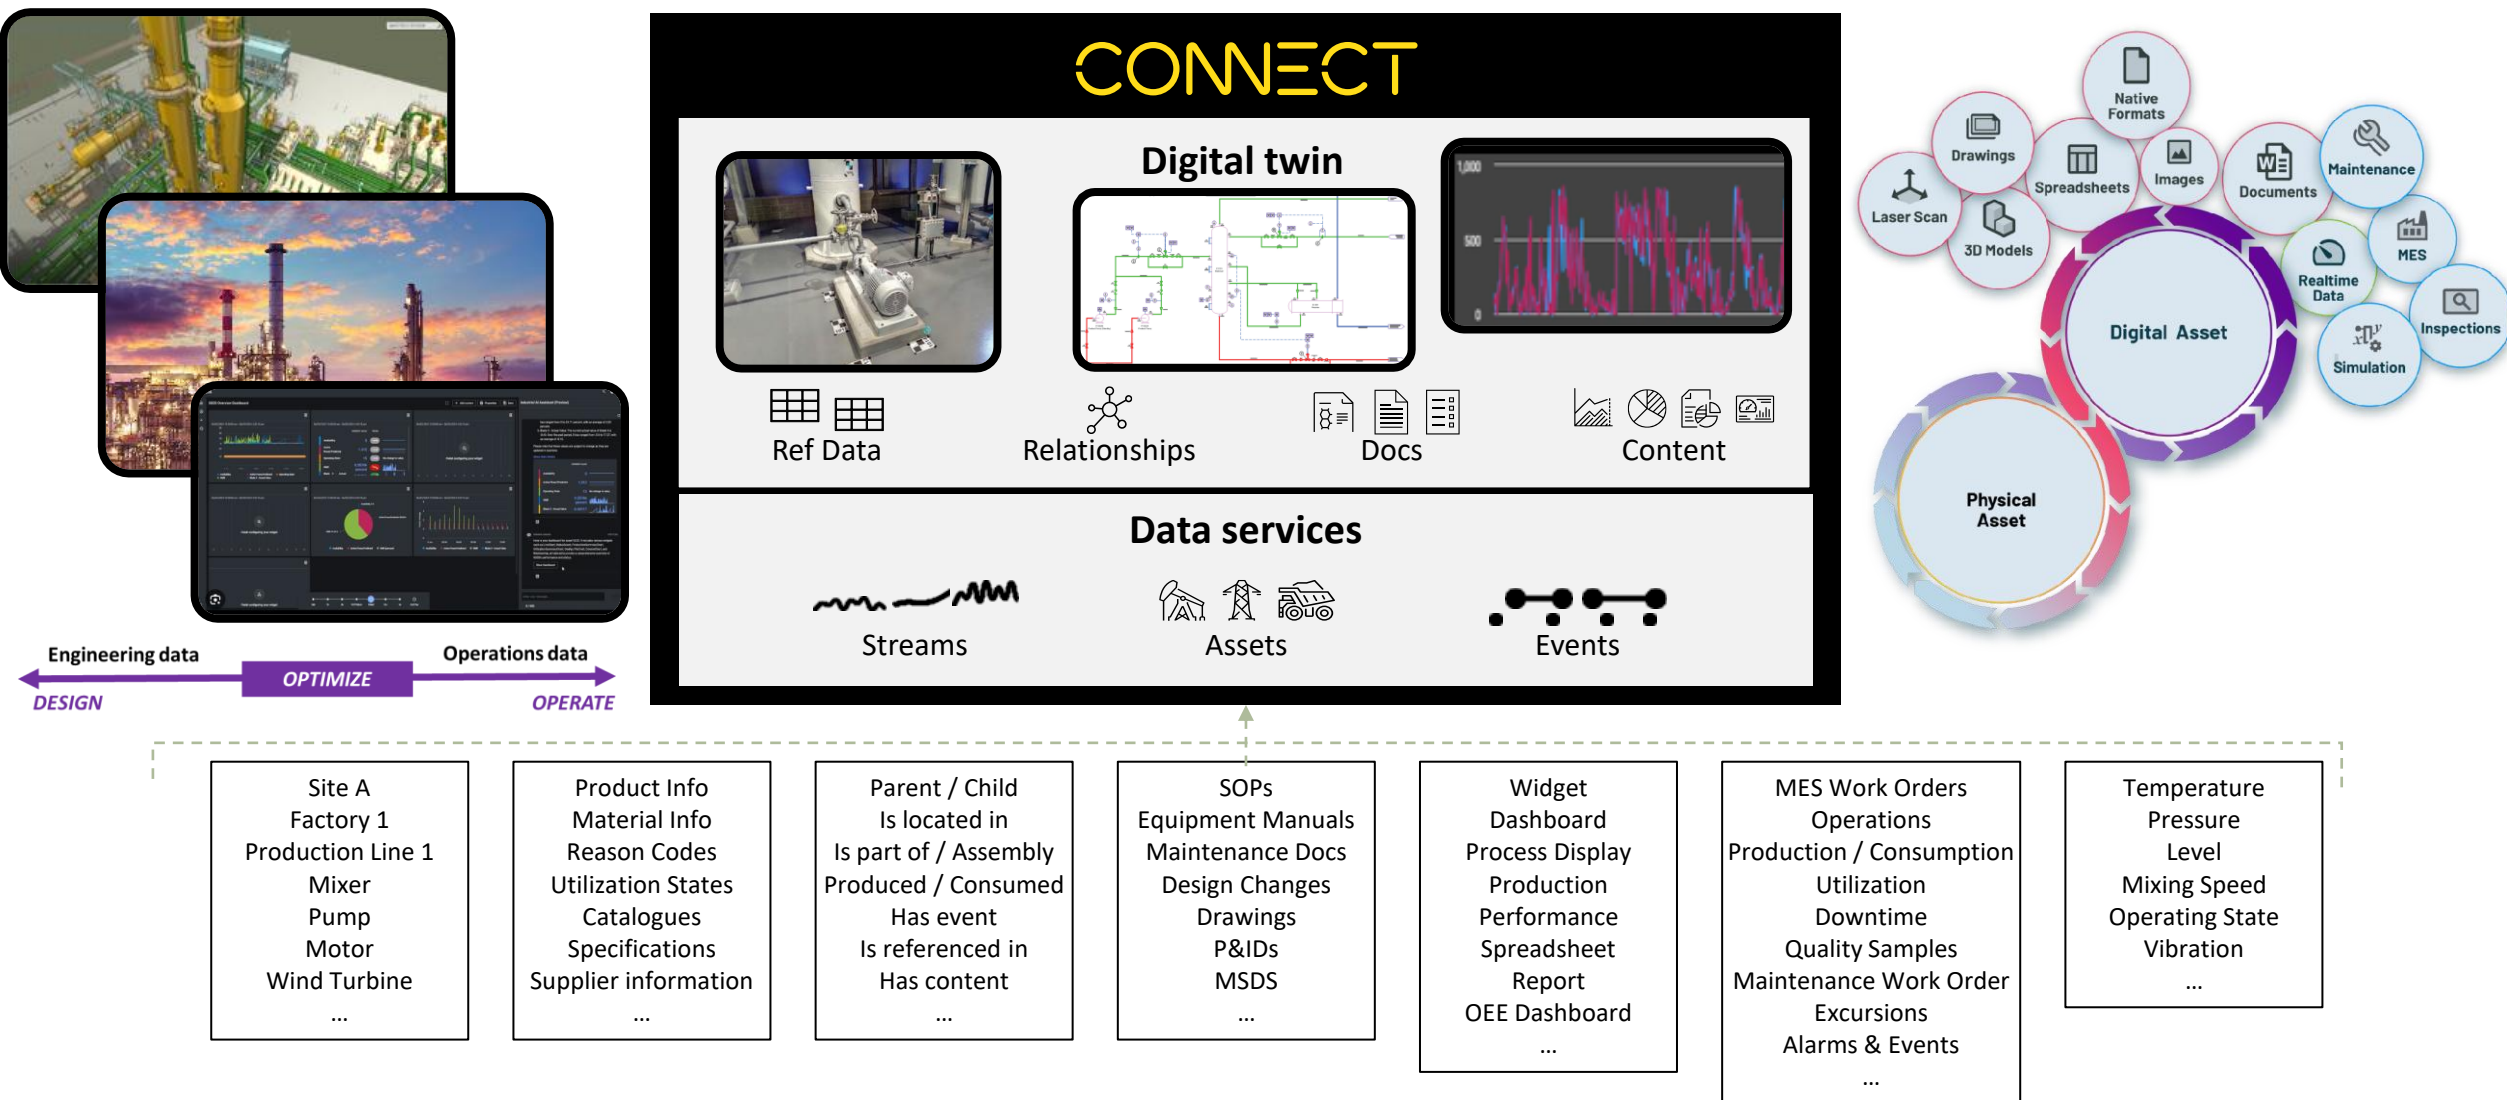 CONNECT
Digital twin
1,000
500
0
Ref Data
Relationships
Docs
Content
Data services
Streams
Assets
Events
Engineering data
Operations data
OPTIMIZE
DESIGN
OPERATE
Native
Formats
Drawings
Spreadsheets
Images
Documents
Maintenance
Laser Scan
3D Models
MES
Realtime
Data
Inspections
Simulation
Digital Asset
Physical
Asset
Site A
Factory 1
Production Line 1
Mixer
Pump
Motor
Wind Turbine
...
Product Info
Material Info
Reason Codes
Utilization States
Catalogues
Specifications
Supplier information
...
Parent / Child
Is located in
Is part of / Assembly
Produced / Consumed
Has event
Is referenced in
Has content
...
SOPs
Equipment Manuals
Maintenance Docs
Design Changes
Drawings
P&IDs
MSDS
...
Widget
Dashboard
Process Display
Production
Performance
Spreadsheet
Report
OEE Dashboard
...
MES Work Orders
Operations
Production / Consumption
Utilization
Downtime
Quality Samples
Maintenance Work Order
Excursions
Alarms & Events
...
Temperature
Pressure
Level
Mixing Speed
Operating State
Vibration
...